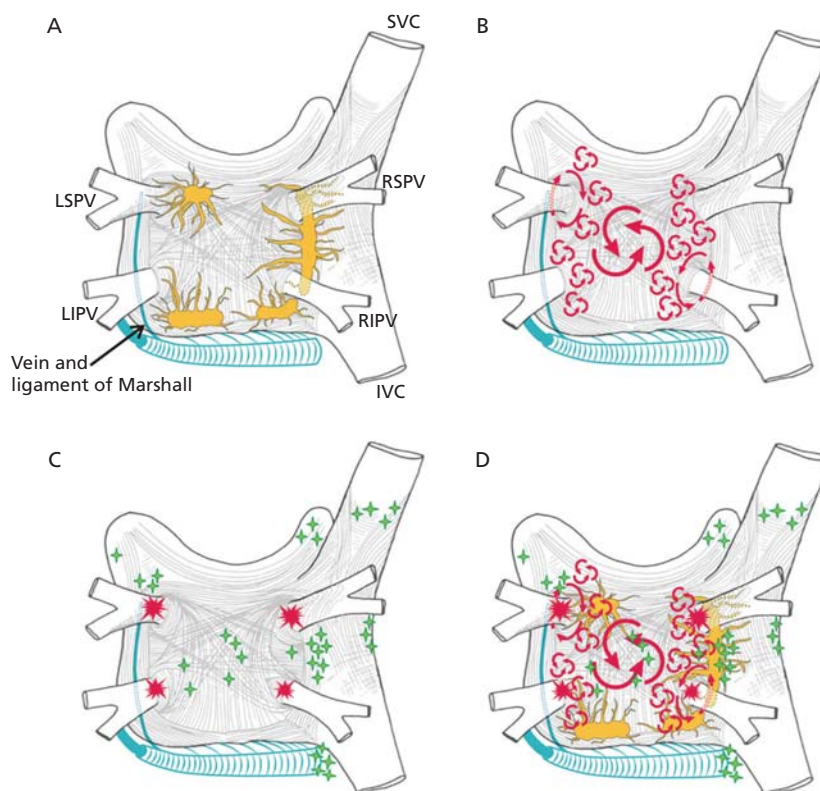 A
SVC
B
LSPV
RSPV
LIPV
RIPV
Vein and
ligament of Marshall
IVC
C
D